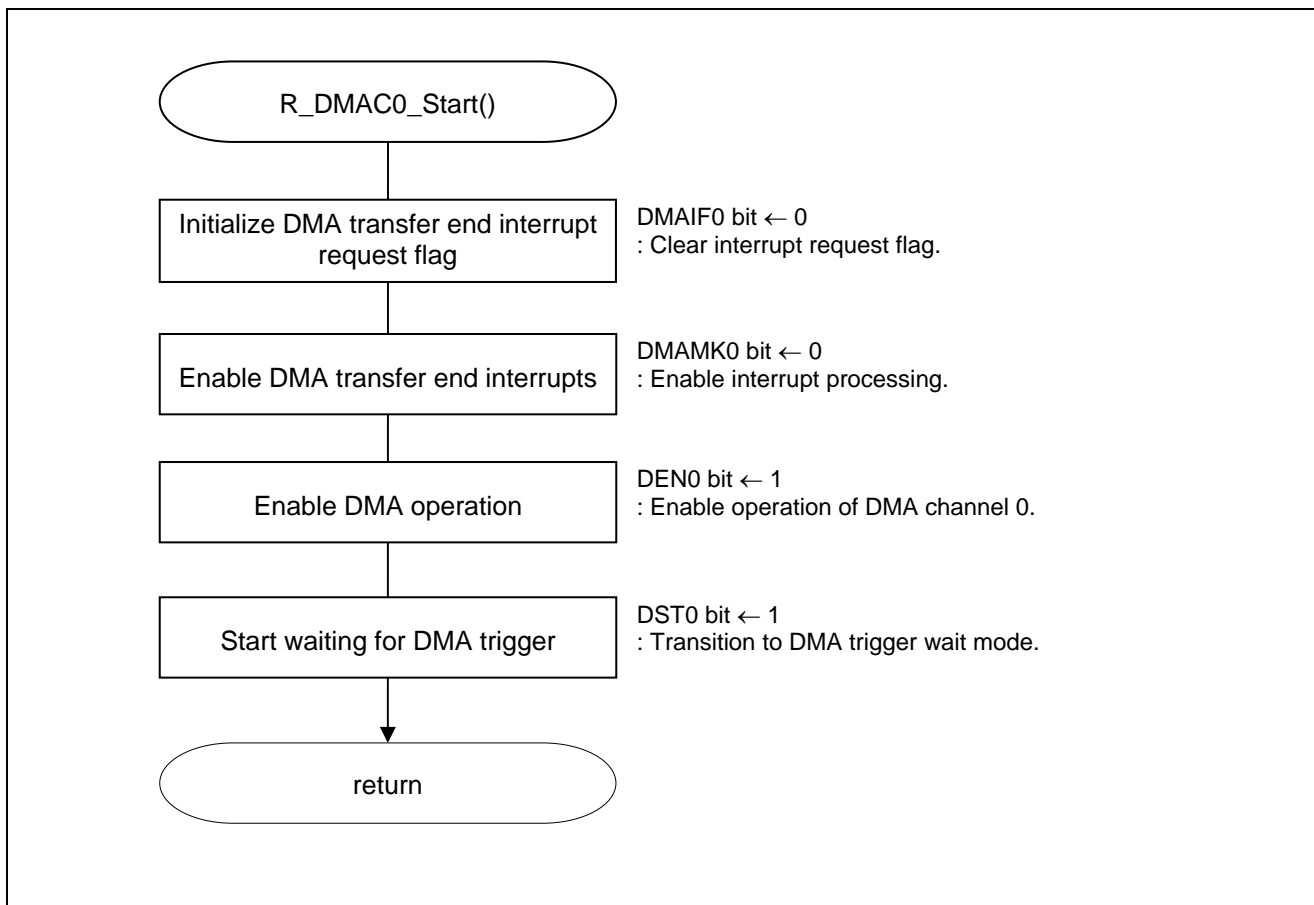 R_DMAC0_Start()
Initialize DMA transfer end interrupt
request flag
DMAIF0 bit ← 0
: Clear interrupt request flag.
Enable DMA transfer end interrupts
DMAMK0 bit ← 0
: Enable interrupt processing.
Enable DMA operation
DEN0 bit ← 1
: Enable operation of DMA channel 0.
Start waiting for DMA trigger
DST0 bit ← 1
: Transition to DMA trigger wait mode.
return